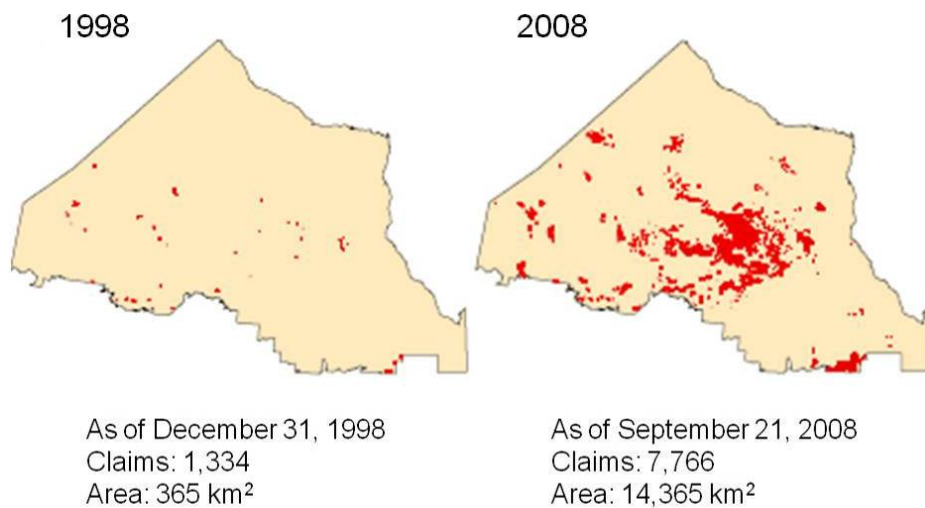 1998
2008
As of December 31, 1998
Claims: 1,334
Area: 365 km²
As of September 21, 2008
Claims: 7,766
Area: 14,365 km²